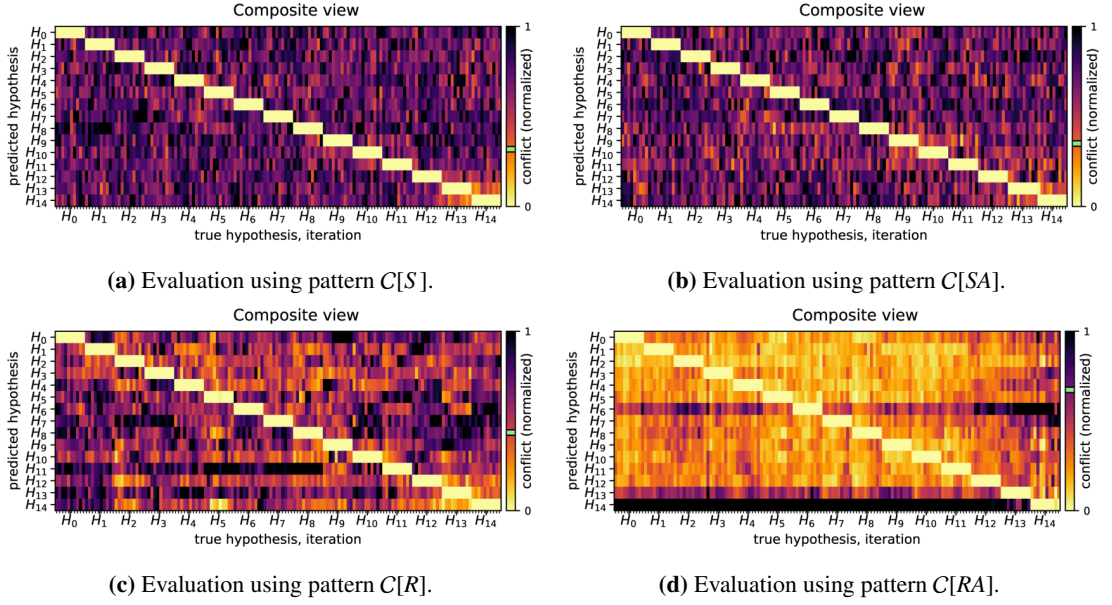 Composite view
predicted hypothesis
H0
H1
H2
H3
H4
H5
H6
H7
H8
H9
H10
H11
H12
H13
H14
H0 H1 H2 H3 H4 H5 H6 H7 H8 H9 H10 H11 H12 H13 H14
true hypothesis, iteration
1
0
conflict (normalized)
(a) Evaluation using pattern C[S].
Composite view
predicted hypothesis
H0
H1
H2
H3
H4
H5
H6
H7
H8
H9
H10
H11
H12
H13
H14
H0 H1 H2 H3 H4 H5 H6 H7 H8 H9 H10 H11 H12 H13 H14
true hypothesis, iteration
1
0
conflict (normalized)
(b) Evaluation using pattern C[SA].
Composite view
predicted hypothesis
H0
H1
H2
H3
H4
H5
H6
H7
H8
H9
H10
H11
H12
H13
H14
H0 H1 H2 H3 H4 H5 H6 H7 H8 H9 H10 H11 H12 H13 H14
true hypothesis, iteration
1
0
conflict (normalized)
(c) Evaluation using pattern C[R].
Composite view
predicted hypothesis
H0
H1
H2
H3
H4
H5
H6
H7
H8
H9
H10
H11
H12
H13
H14
H0 H1 H2 H3 H4 H5 H6 H7 H8 H9 H10 H11 H12 H13 H14
true hypothesis, iteration
1
0
conflict (normalized)
(d) Evaluation using pattern C[RA].